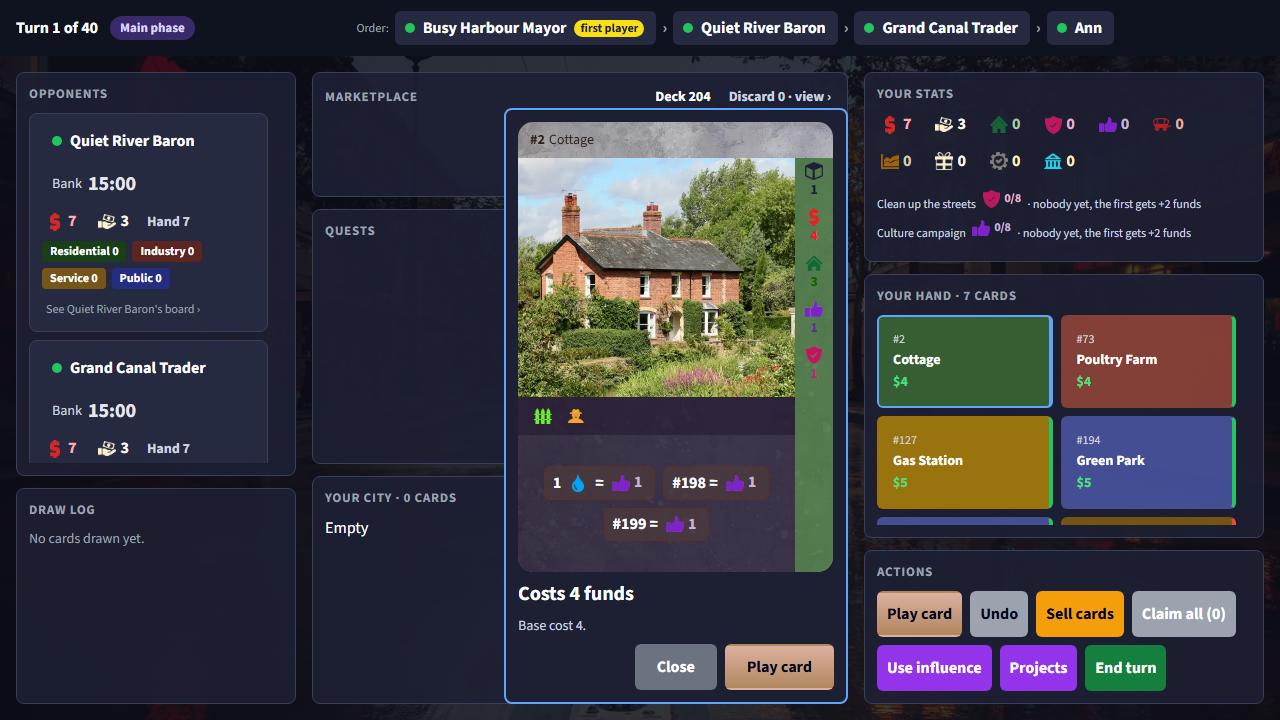 Turn 1 of 40 Main phase Order: Busy Harbour Mayor first player › Quiet River Baron › Grand Canal Trader › Ann
OPPONENTS
Quiet River Baron
Bank 15:00
7 3 Hand 7
Residential 0 Industry 0
Service 0 Public 0
See Quiet River Baron's board ›
Grand Canal Trader
Bank 15:00
7 3 Hand 7
DRAW LOG
No cards drawn yet.
MARKETPLACE Deck 204 Discard 0 · view ›
QUESTS
YOUR CITY · 0 CARDS
Empty
#2 Cottage
1
4
3
1
1
1 = 1 #198 = 1
#199 = 1
Costs 4 funds
Base cost 4.
Close Play card
YOUR STATS
7 3 0 0 0 0
0 0 0 0
Clean up the streets 0/8 · nobody yet, the first gets +2 funds
Culture campaign 0/8 · nobody yet, the first gets +2 funds
YOUR HAND · 7 CARDS
#2 #73
Cottage Poultry Farm
$4 $4
#127 #194
Gas Station Green Park
$5 $5
ACTIONS
Play card Undo Sell cards Claim all (0)
Use influence Projects End turn